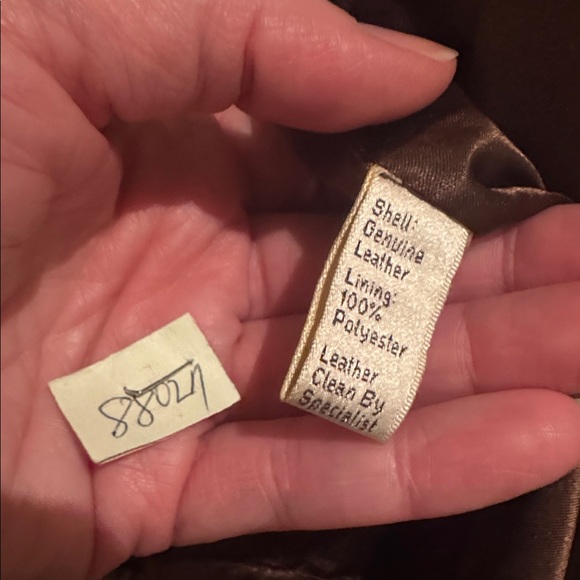 Shell:
Genuine
Leather
Lining:
100%
Polyester
Leather
Clean By
Specialist